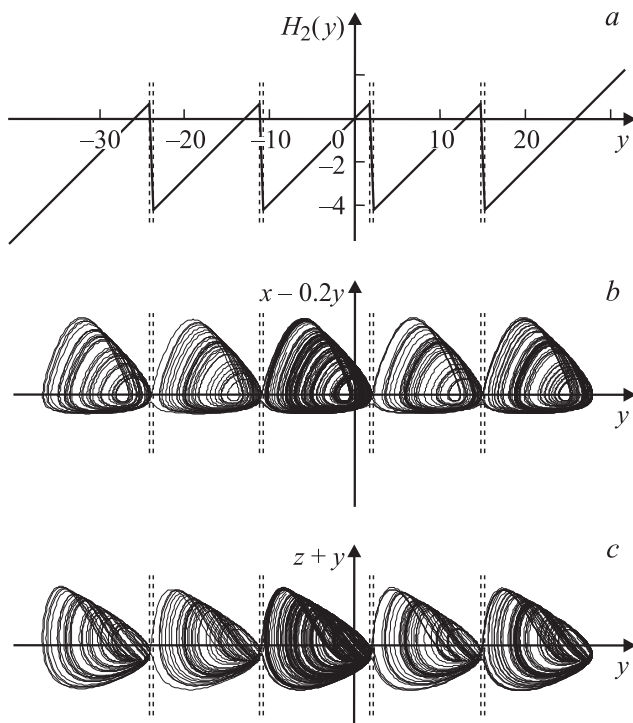 H₂(y) a
–30 –20 –10 0 10 20 y
–2
–4
x – 0.2y b
y
z + y c
y